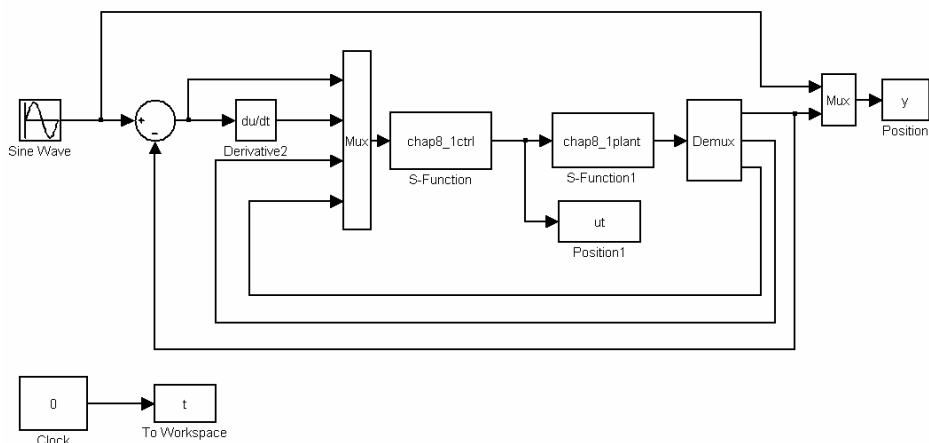 Sine Wave
+
-
du/dt
Derivative2
Mux
chap8_1ctrl
S-Function
chap8_1plant
S-Function1
Demux
ut
Position1
Mux
y
Position
0
Clock
t
To Workspace